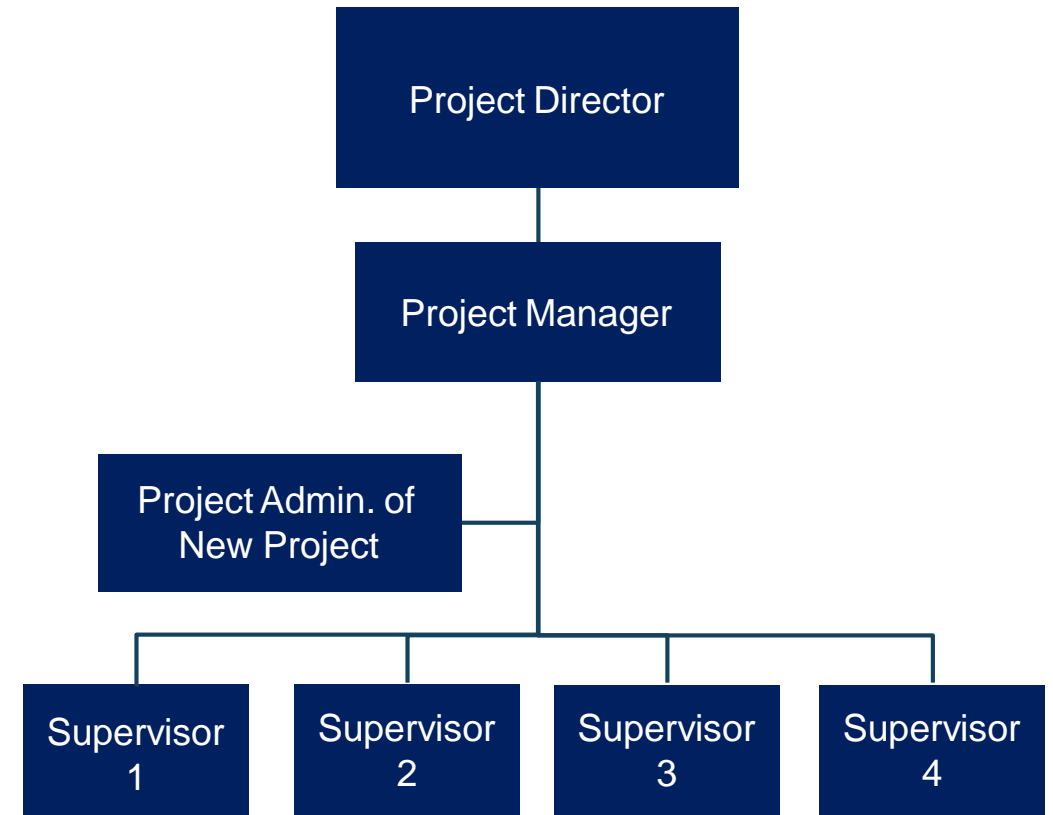 Project Director
Project Manager
Project Admin. of
New Project
Supervisor
1
Supervisor
2
Supervisor
3
Supervisor
4